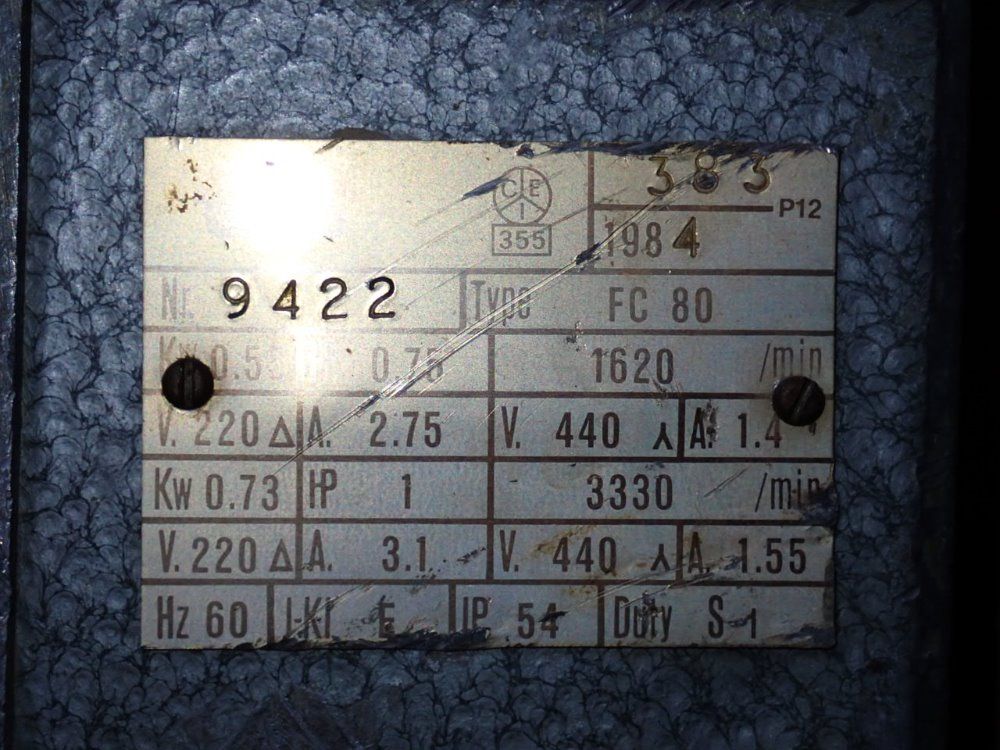 CEI 383
P12
355 1984
Nr. 9422 Type FC 80
Kw 0.55 0.75 1620 /min
V. 220 Δ A. 2.75 V. 440 ⅄ A. 1.4
Kw 0.73 HP 1 3330 /min
V. 220 Δ A. 3.1 V. 440 ⅄ A. 1.55
Hz 60 I-Kl E IP 54 Duty S-1